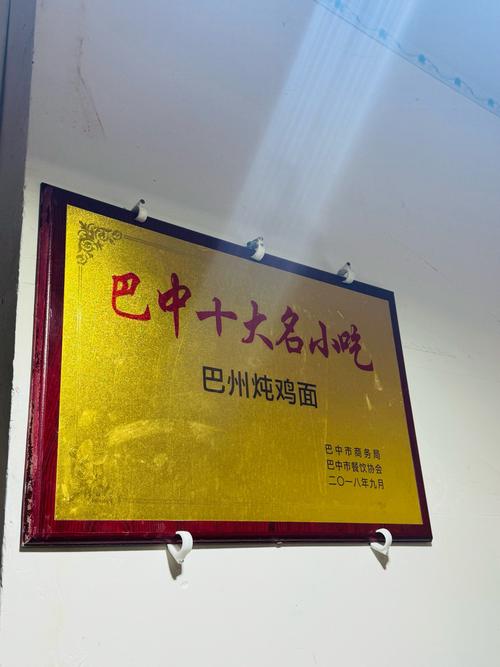 巴中十大名小吃
巴州炖鸡面
巴中市商务局
巴中市餐饮协会
二〇一八年九月